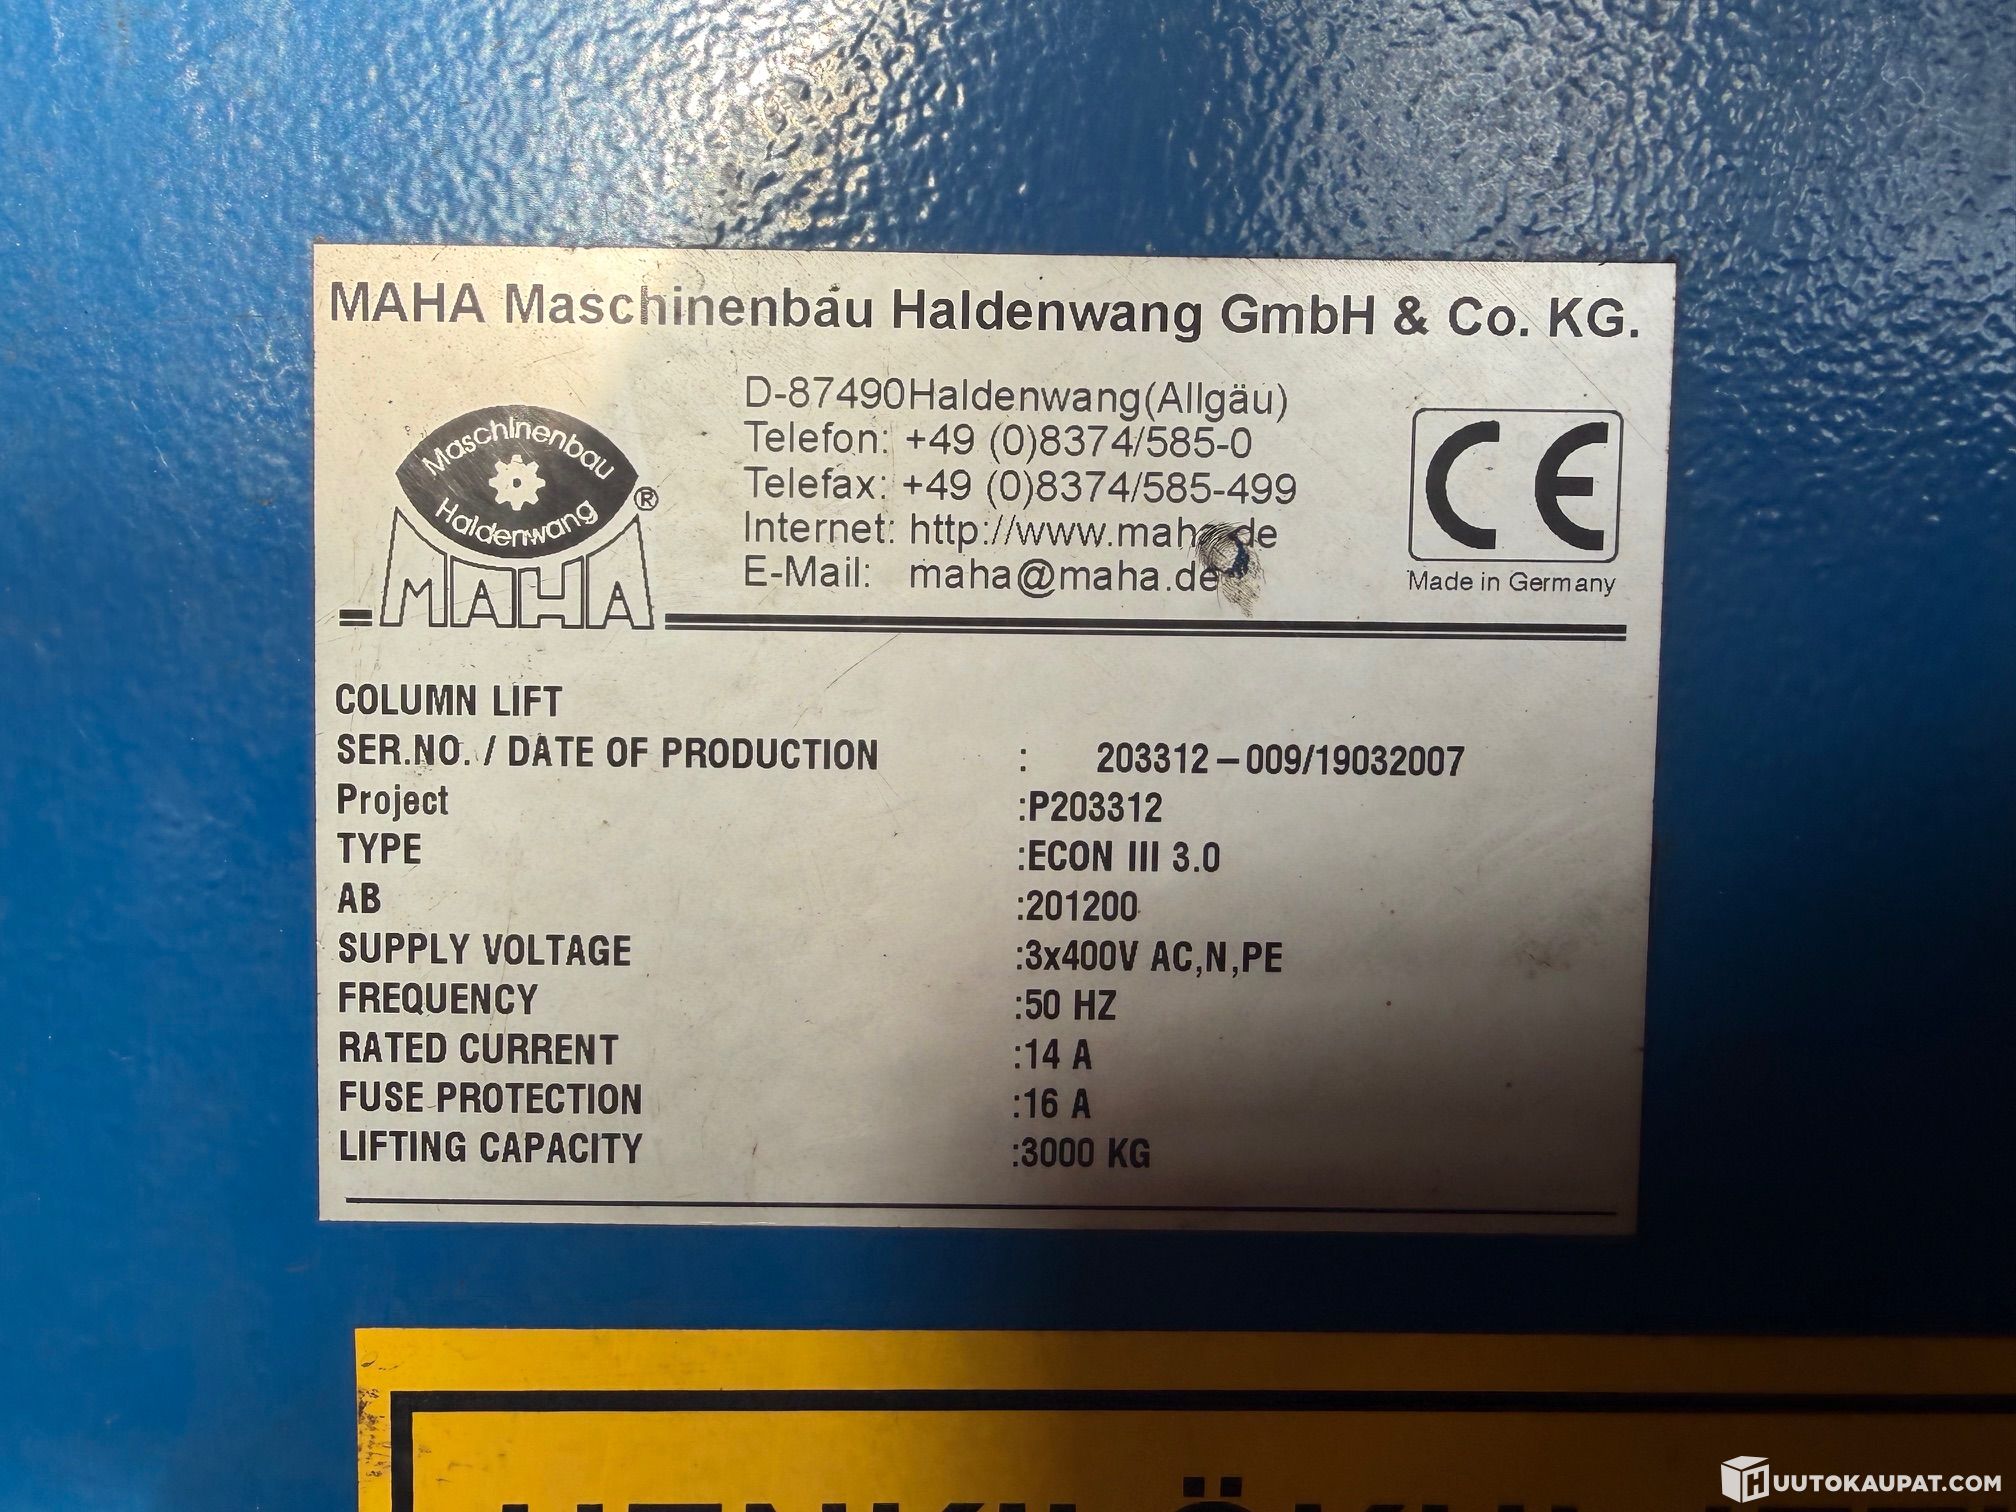 MAHA Maschinenbau Haldenwang GmbH & Co. KG.
D-87490Haldenwang(Allgäu)
Telefon: +49 (0)8374/585-0
Telefax: +49 (0)8374/585-499
Internet: http://www.maha.de
E-Mail: maha@maha.de
Maschinenbau
Haldenwang
®
MAHA
CE
Made in Germany
COLUMN LIFT
SER.NO. / DATE OF PRODUCTION : 203312-009/19032007
Project :P203312
TYPE :ECON III 3.0
AB :201200
SUPPLY VOLTAGE :3x400V AC,N,PE
FREQUENCY :50 HZ
RATED CURRENT :14 A
FUSE PROTECTION :16 A
LIFTING CAPACITY :3000 KG
HUUTOKAUPAT.COM